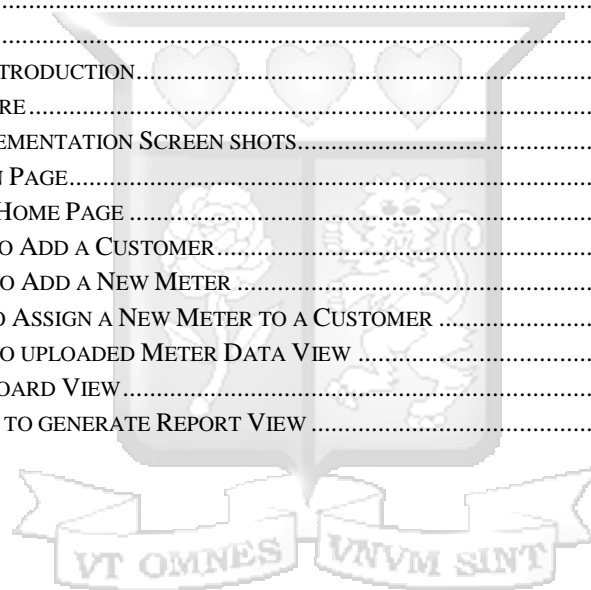 TRODUCTION
RE
EMENTATION SCREEN SHOTS
N PAGE
HOME PAGE
O ADD A CUSTOMER
O ADD A NEW METER
O ASSIGN A NEW METER TO A CUSTOMER
O UPLOADED METER DATA VIEW
OARD VIEW
TO GENERATE REPORT VIEW
VT OMNES VNVM SINT